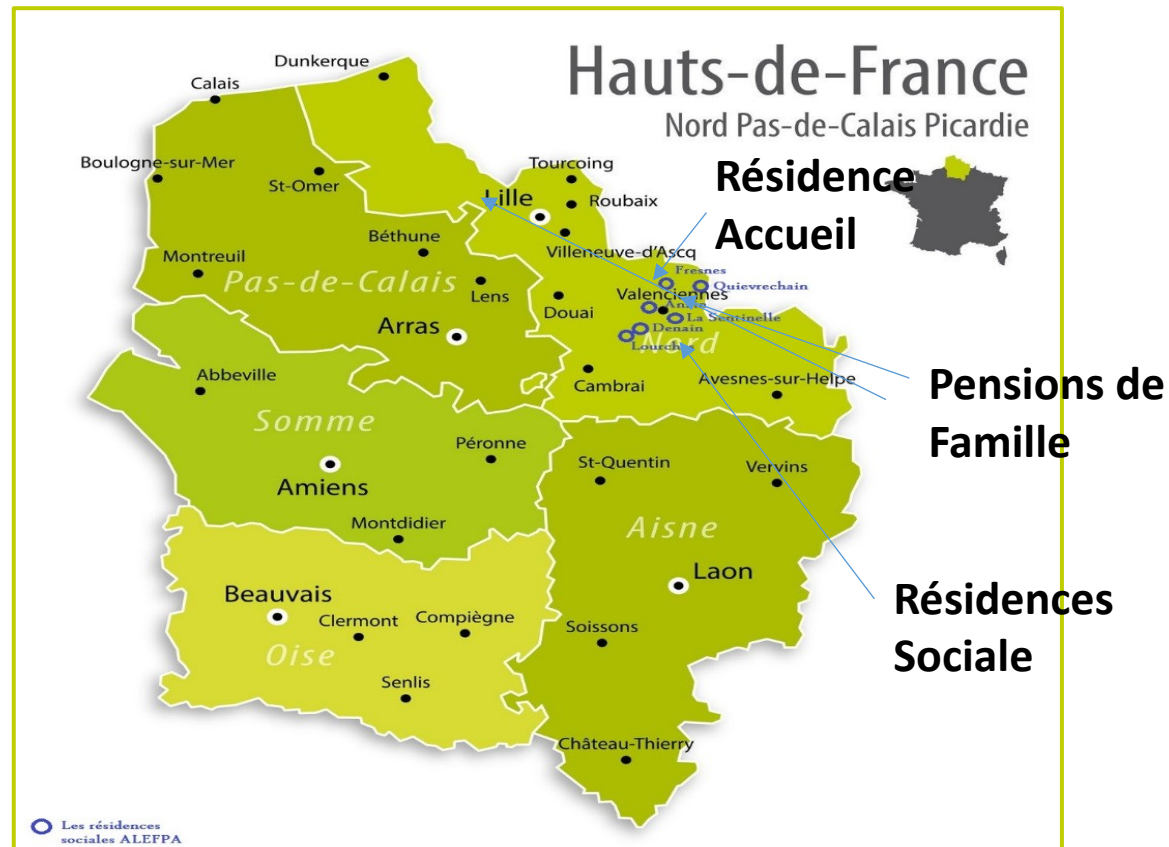 Hauts-de-France
Nord Pas-de-Calais Picardie
Dunkerque
Calais
Boulogne-sur-Mer
St-Omer
Tourcoing
Lille
Roubaix
Résidence
Accueil
Villeneuve-d'Ascq
Béthune
Montreuil
Pas-de-Calais
Lens
Arras
Douai
Fresnes
Quievrechain
Valenciennes
Anzin
La Sentinelle
Denain
Lourches
Nord
Cambrai
Avesnes-sur-Helpe
Pensions de
Famille
Abbeville
Somme
Péronne
Amiens
Montdidier
St-Quentin
Vervins
Aisne
Laon
Résidences
Sociale
Beauvais
Clermont
Compiègne
Oise
Senlis
Soissons
Château-Thierry
Les résidences
sociales ALEFPA